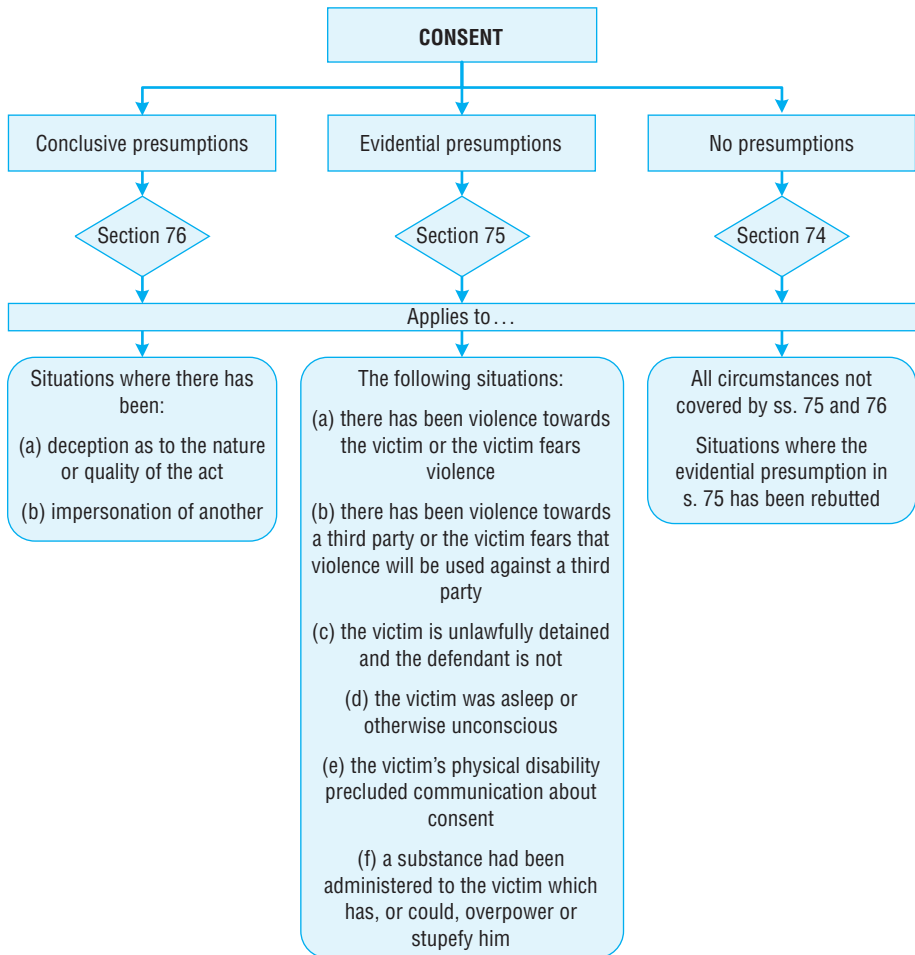 CONSENT
Conclusive presumptions
Evidential presumptions
No presumptions
Section 76
Section 75
Section 74
Applies to...
Situations where there has
been:
(a) deception as to the nature
or quality of the act
(b) impersonation of another
The following situations:
(a) there has been violence towards
the victim or the victim fears
violence
(b) there has been violence towards
a third party or the victim fears that
violence will be used against a third
party
(c) the victim is unlawfully detained
and the defendant is not
(d) the victim was asleep or
otherwise unconscious
(e) the victim's physical disability
precluded communication about
consent
(f) a substance had been
administered to the victim which
has, or could, overpower or
stupefy him
All circumstances not
covered by ss. 75 and 76
Situations where the
evidential presumption in
s. 75 has been rebutted